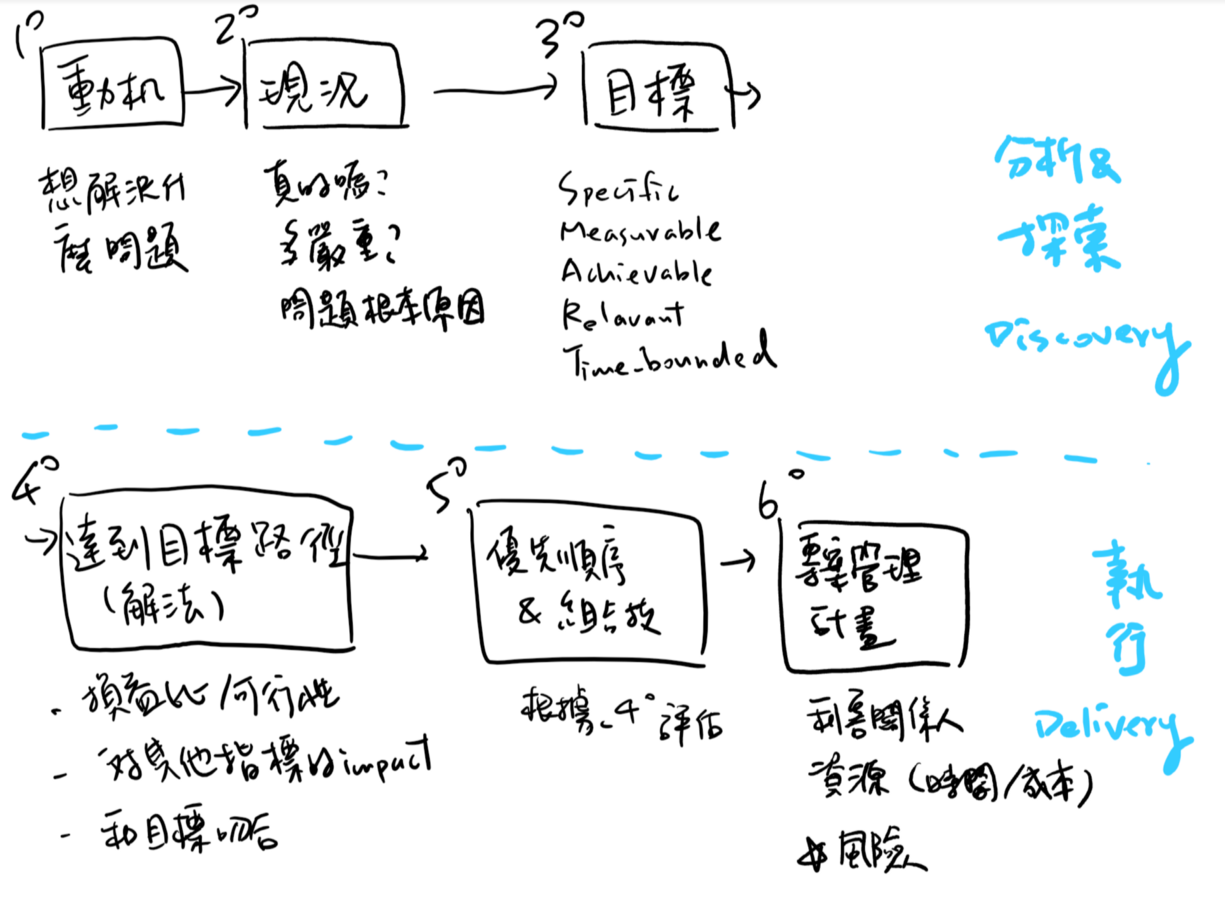 1°
動机
2°
現況
3°
目標
想解決什
麼問題
真的嗎?
多嚴重?
問題根本原因
Specific
Measurable
Achievable
Relavant
Time-bounded
分析&
探索
Discovery
4°
達到目標路徑
(解法)
5°
優先順序
& 組合技
6°
專案管理
計畫
- 損益比/可行性
- 對其他指標的impact
- 和目標吻合
根據 4° 評估
利害關係人
資源 (時間/成本)
風險
執
行
Delivery